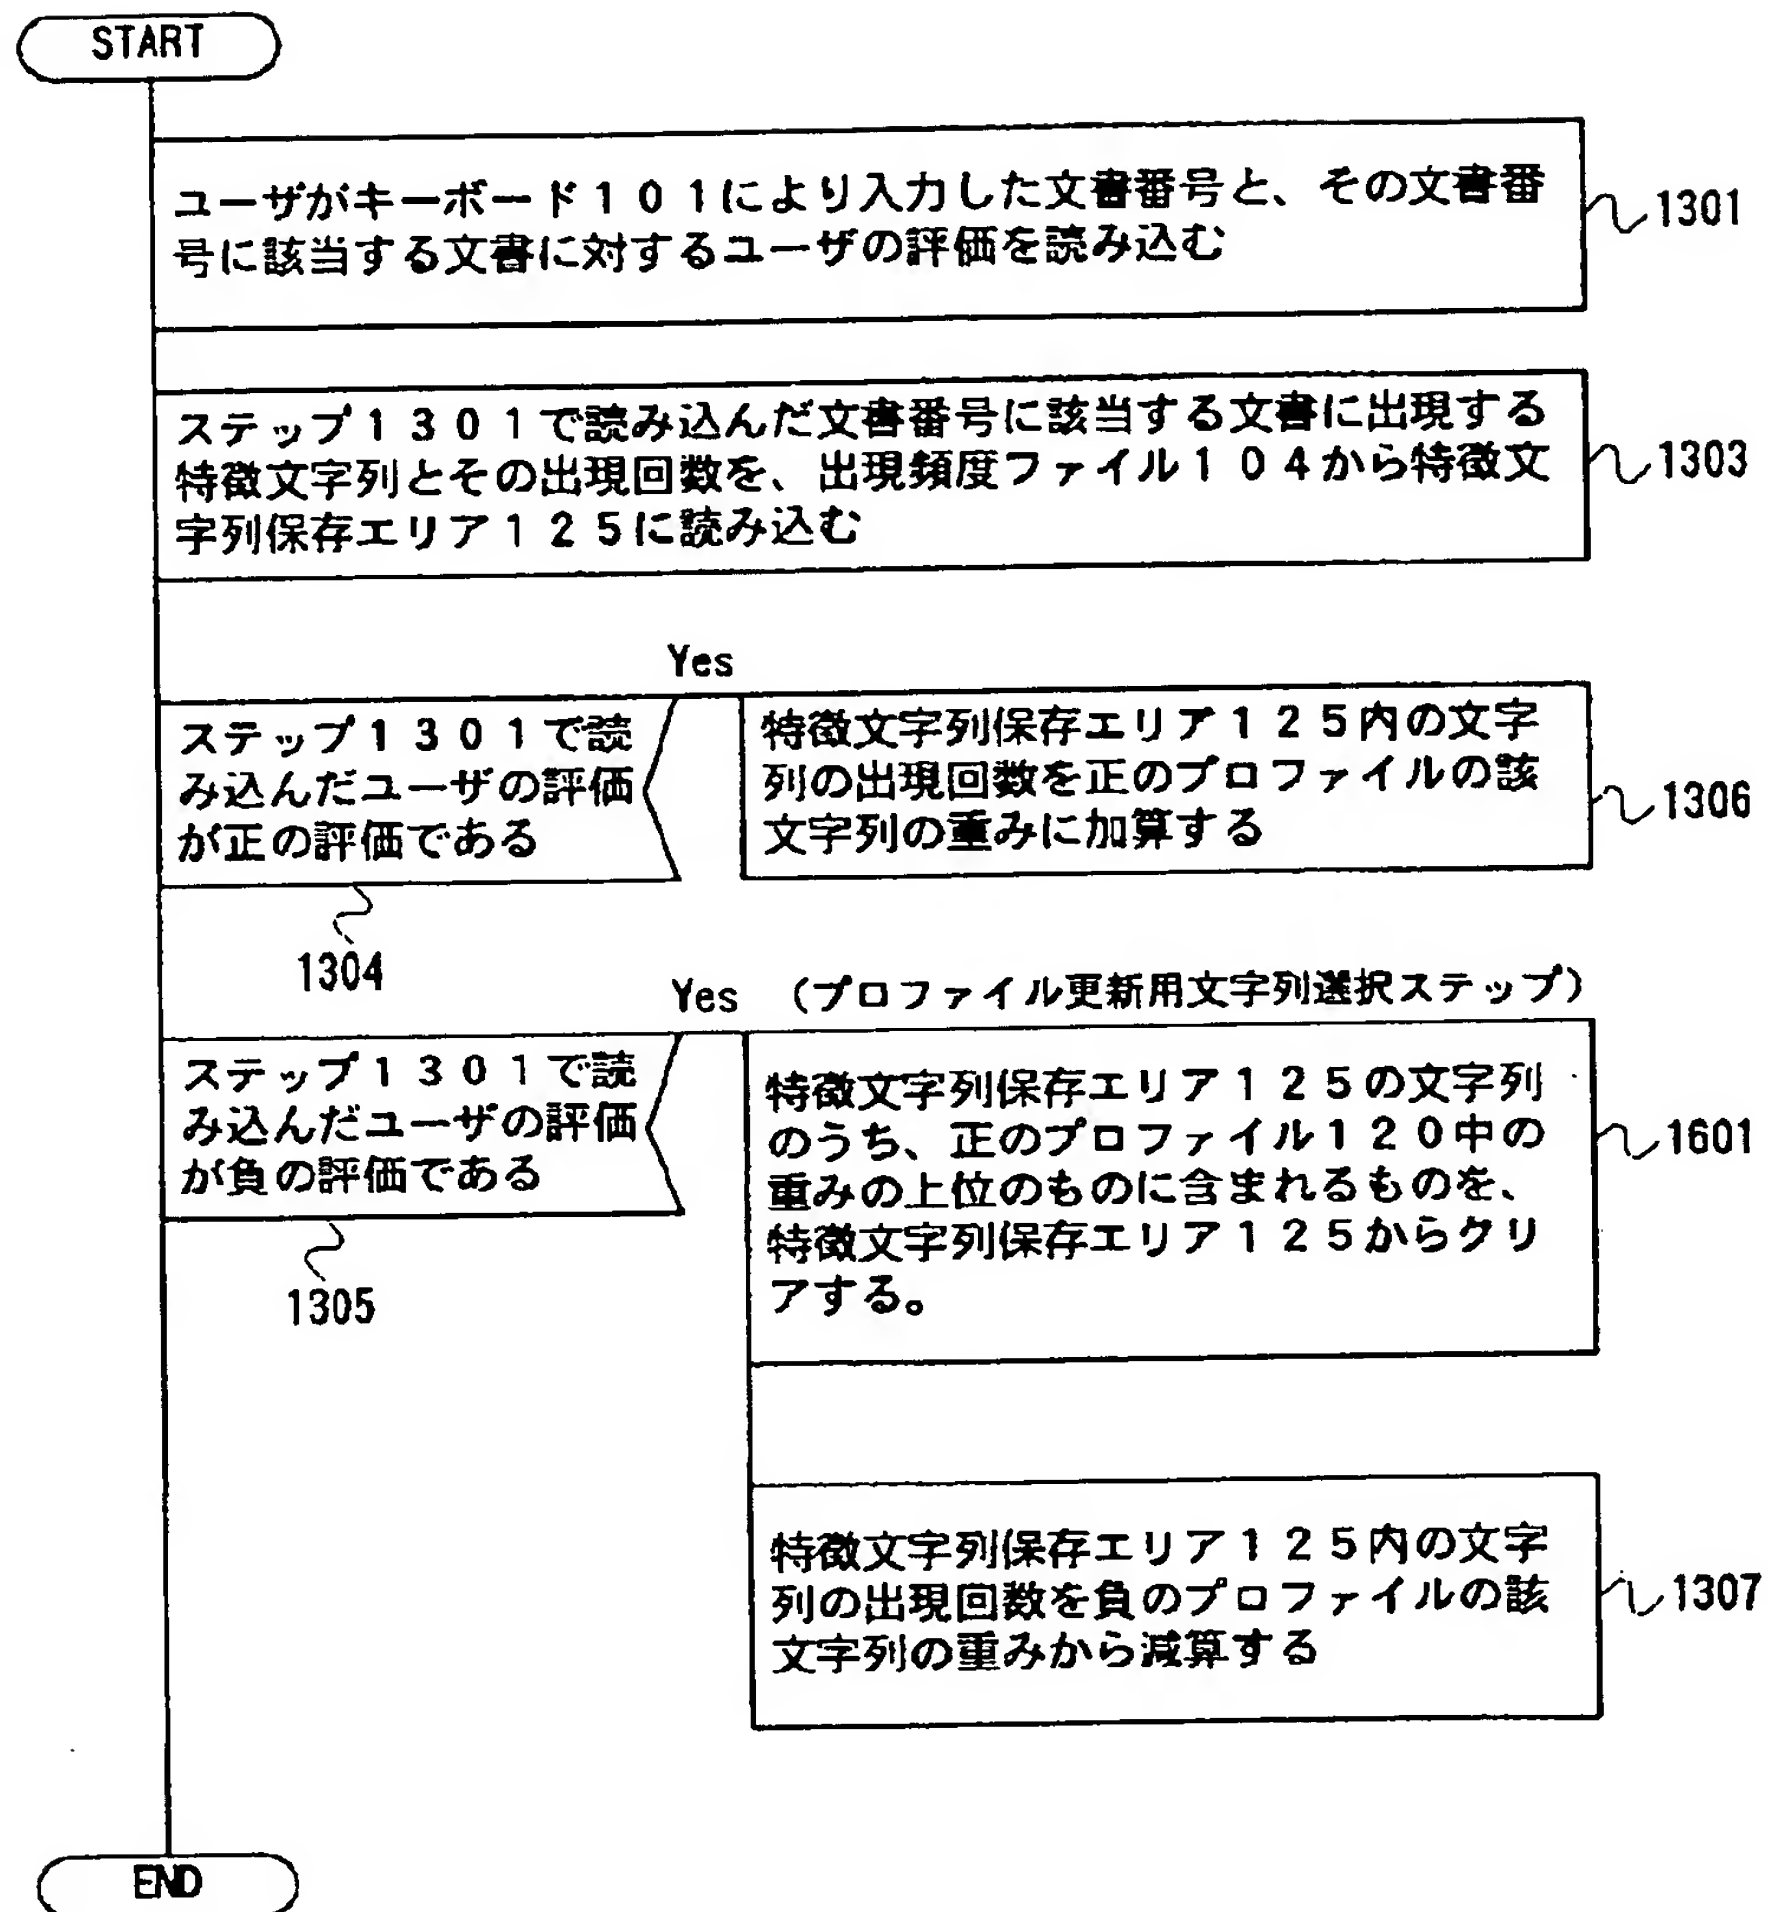 START
ユーザがキーボード101により入力した文書番号と、その文書番
号に該当する文書に対するユーザの評価を読み込む
1301
ステップ1301で読み込んだ文書番号に該当する文書に出現する
特徴文字列とその出現回数を、出現頻度ファイル104から特徴文
字列保存エリア125に読み込む
1303
Yes
ステップ1301で読
み込んだユーザの評価
が正の評価である
1304
特徴文字列保存エリア125内の文字
列の出現回数を正のプロファイルの該
文字列の重みに加算する
1306
Yes (プロファイル更新用文字列選択ステップ)
ステップ1301で読
み込んだユーザの評価
が負の評価である
1305
特徴文字列保存エリア125の文字列
のうち、正のプロファイル120中の
重みの上位のものに含まれるものを、
特徴文字列保存エリア125からクリ
アする。
1601
特徴文字列保存エリア125内の文字
列の出現回数を負のプロファイルの該
文字列の重みから減算する
1307
END